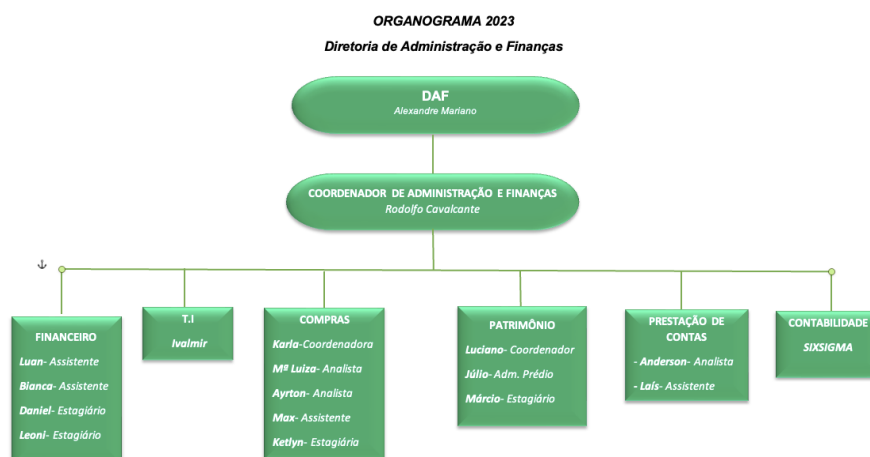 ORGANOGRAMA 2023
Diretoria de Administração e Finanças
DAF
Alexandre Mariano
COORDENADOR DE ADMINISTRAÇÃO E FINANÇAS
Rodolfo Cavalcante
FINANCEIRO
Luan- Assistente
Bianca- Assistente
Daniel- Estagiário
Leoni- Estagiário
T.I
Ivalmir
COMPRAS
Karla-Coordenadora
Mª Luiza- Analista
Ayrton- Analista
Max- Assistente
Ketlyn- Estagiária
PATRIMÔNIO
Luciano- Coordenador
Júlio- Adm. Prédio
Márcio- Estagiário
PRESTAÇÃO DE
CONTAS
- Anderson- Analista
- Laís- Assistente
CONTABILIDADE
SIXSIGMA